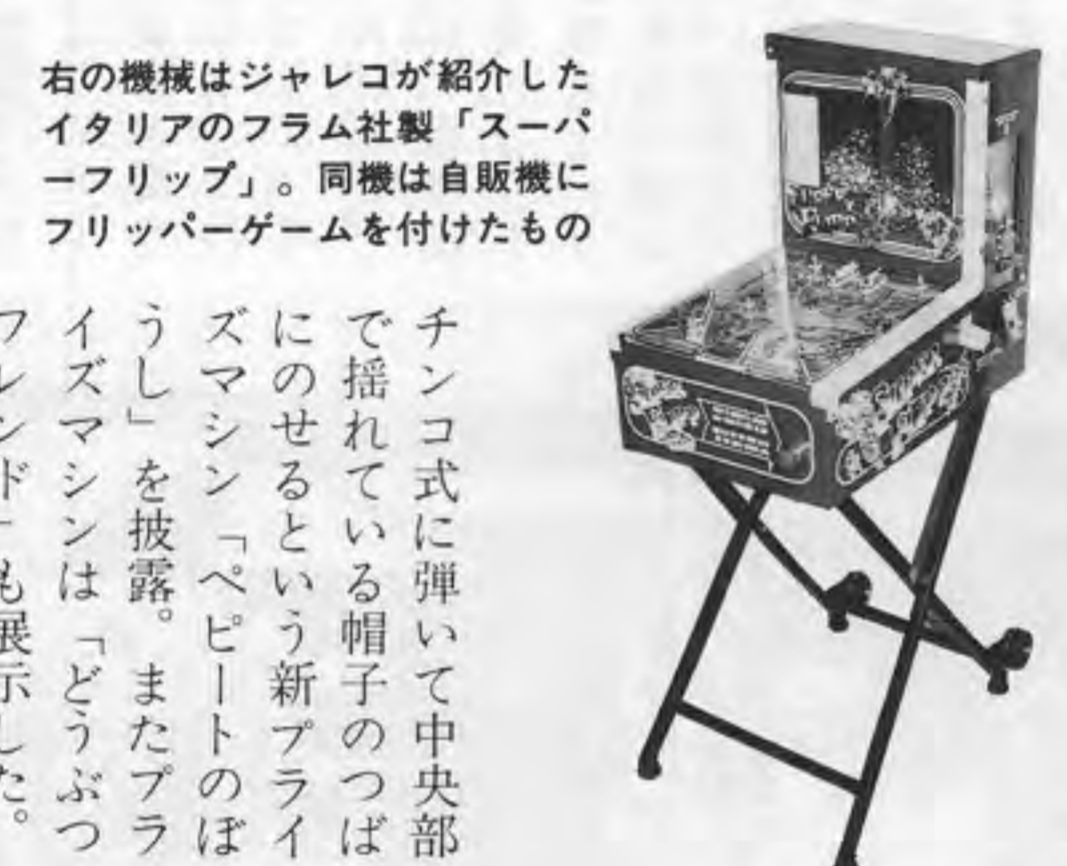 右の機械はジャレコが紹介した
イタリアのフラム社製「スーパ
ーフリップ」。同機は自販機に
フリッパーゲームを付けたもの
チンコ式に弾いて中央部
で揺れている帽子のつば
にのせるという新プライ
ズマシン「ペピートのぼ
うし」を披露。またプラ
イズマシンは「どうぶつ
フレンド」も展示した。